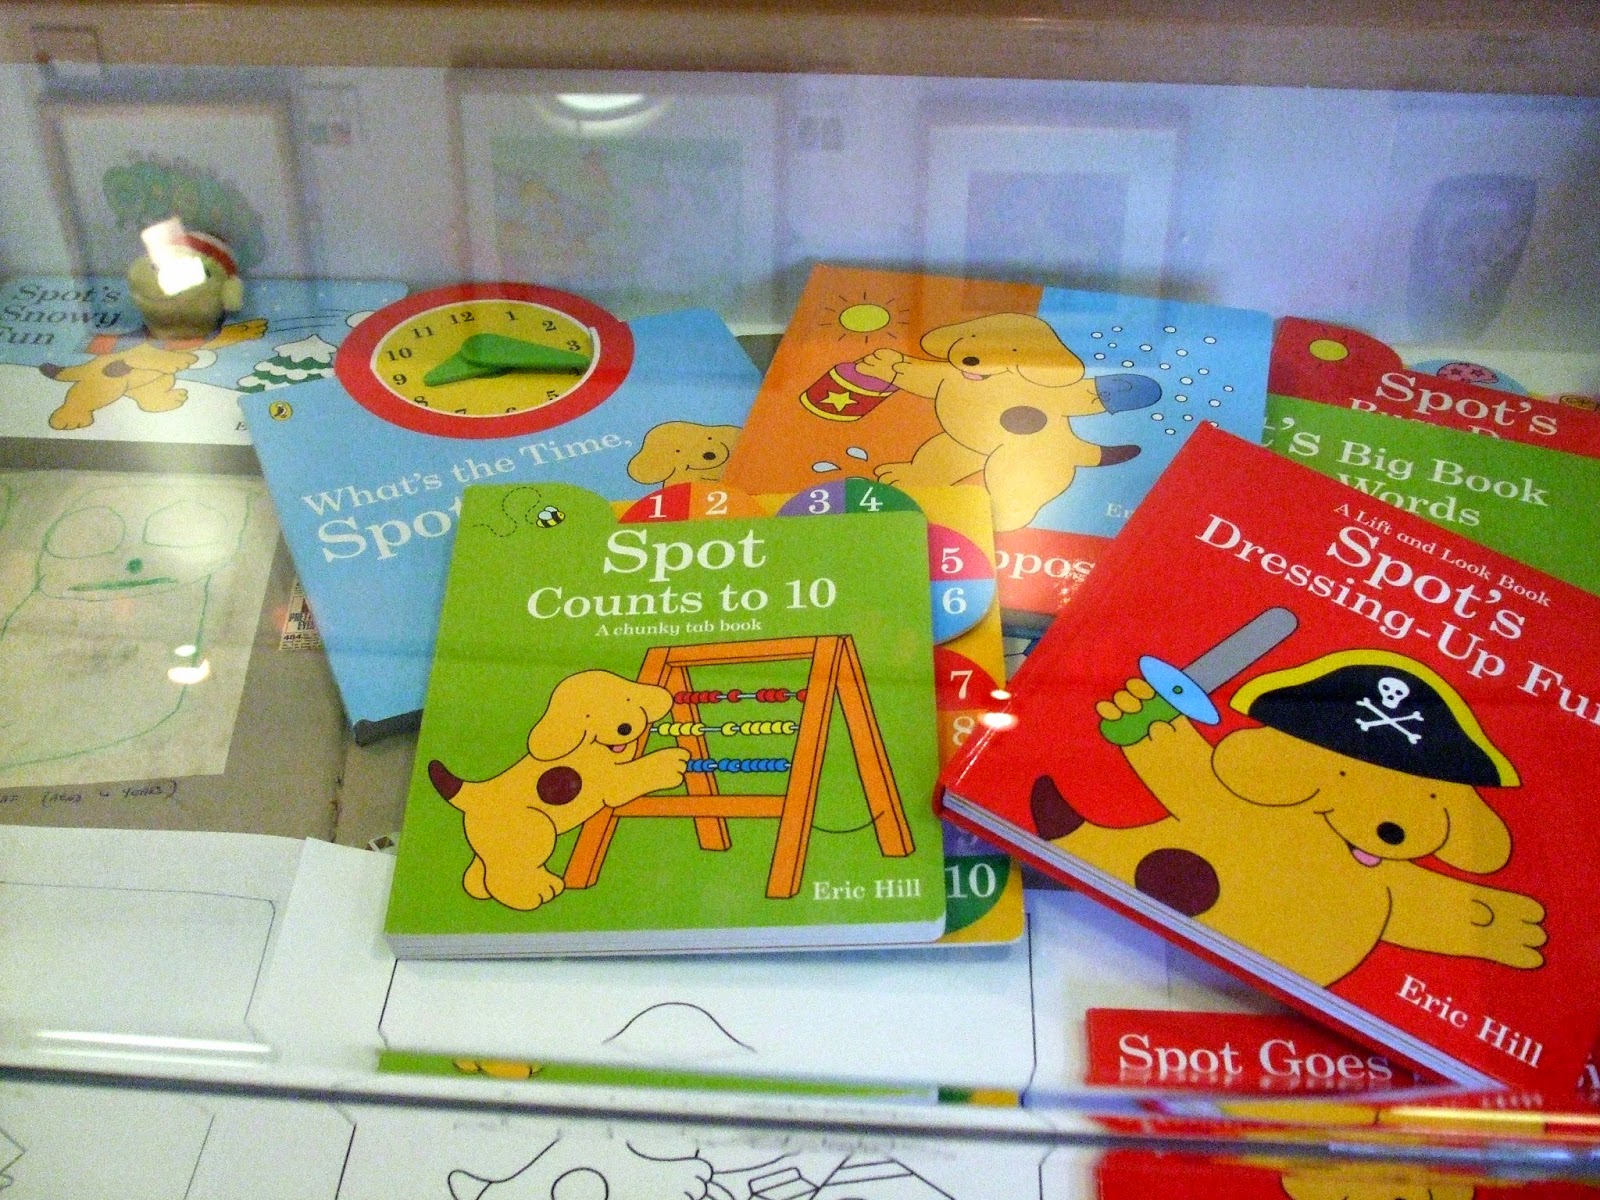 Spot's
Snowy
Fun
12 1 2 3 5 6 7 8 9 10 11
What's the Time,
Spot
Spot's
's Big Book
Words
1 2 3 4
5
6
7
8
10
Spot
Counts to 10
A chunky tab book
Eric Hill
A Lift and Look Book
Spot's
Dressing-Up Fu
Eric Hill
Spot Goes
(AGED 4 YEARS)